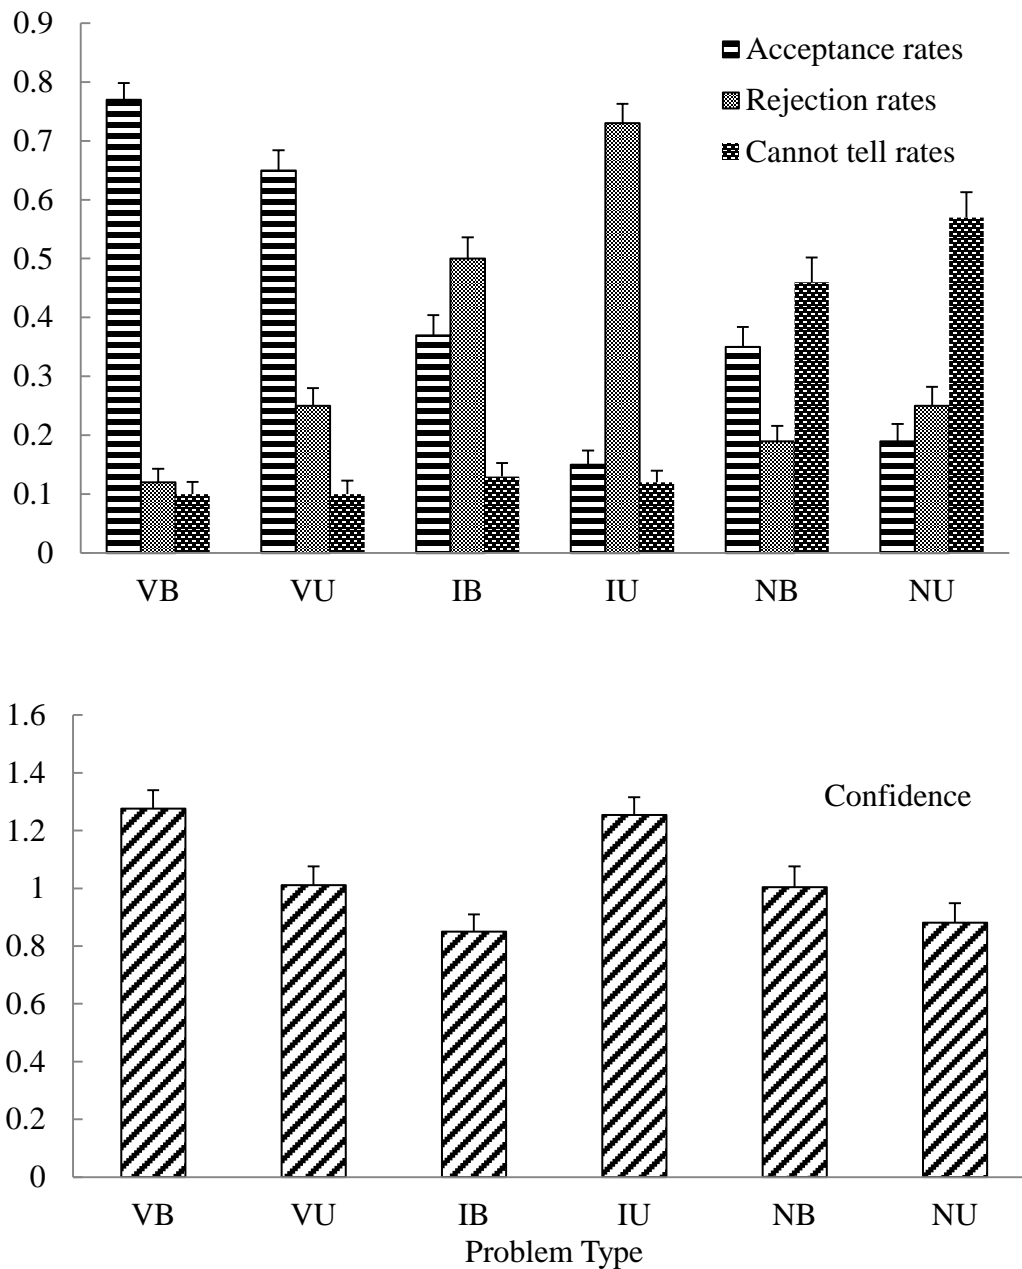 0.9
0.8
0.7
0.6
0.5
0.4
0.3
0.2
0.1
0
Acceptance rates
Rejection rates
Cannot tell rates
VB VU IB IU NB NU
1.6
1.4
1.2
1
0.8
0.6
0.4
0.2
0
Confidence
VB VU IB IU NB NU
Problem Type